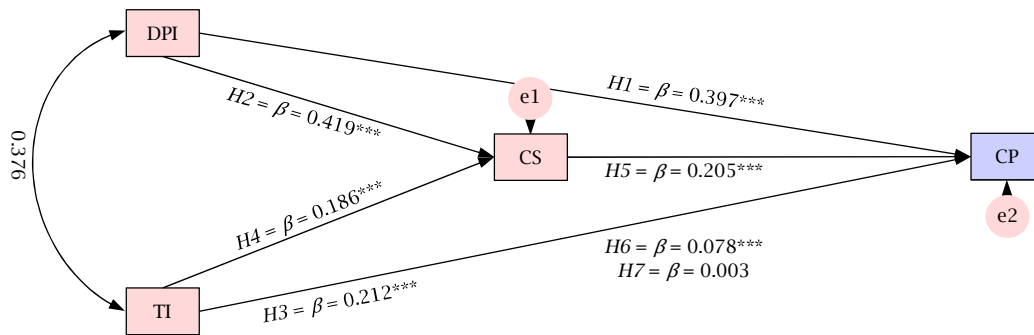 DPI
H1 = β = 0.397***
e1
H2 = β = 0.419***
0.376
CS
CP
H5 = β = 0.205***
H4 = β = 0.186***
e2
H6 = β = 0.078***
H7 = β = 0.003
TI
H3 = β = 0.212***